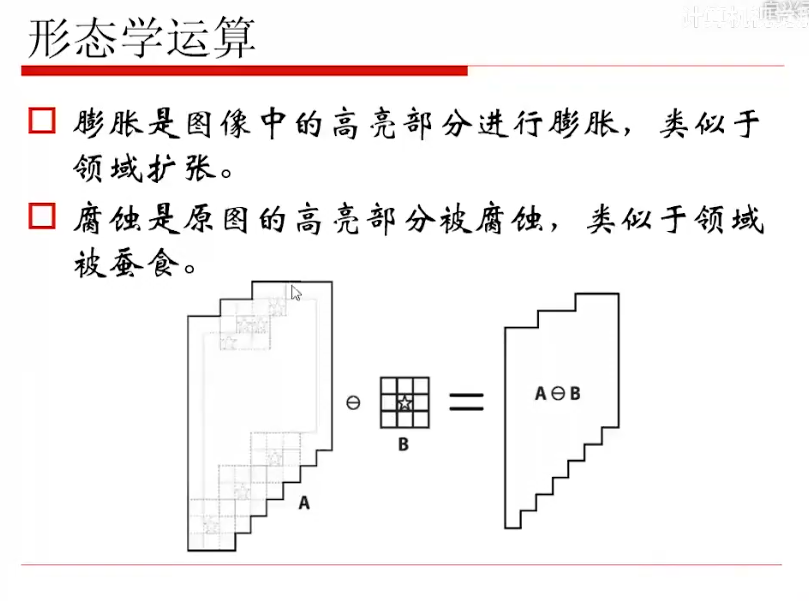 形态学运算
膨胀是图像中的高亮部分进行膨胀，类似于
领域扩张。
腐蚀是原图的高亮部分被腐蚀，类似于领域
被蚕食。
A
⊖
B
=
A⊖B